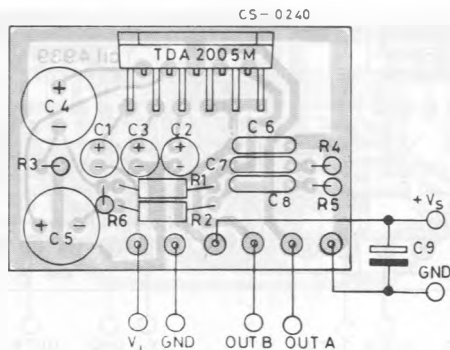 CS-0240
TDA 2005M
+
C4
-
C1 C3 C2 C6
+ + +
- - -
R3 C7 R4
R1
C8 R5
+
C5
-
R6 R2
+Vs
C9
GND
Vi GND OUT B OUT A